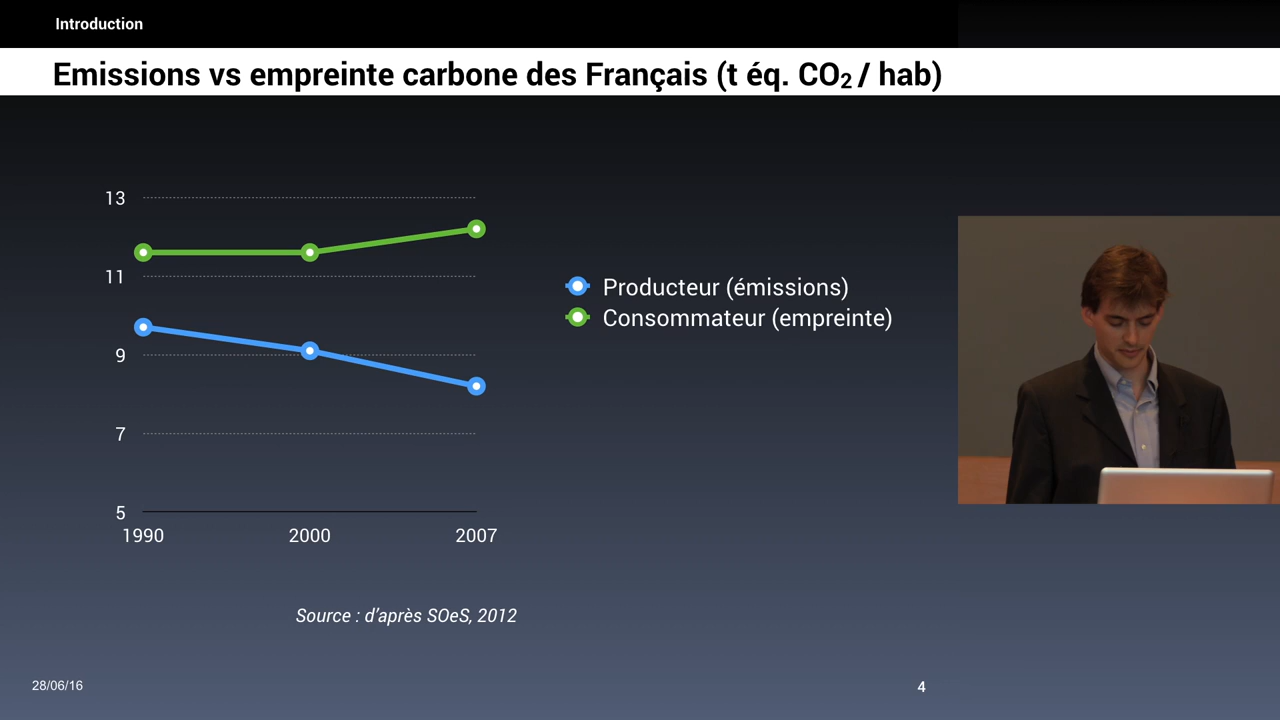 Introduction
Emissions vs empreinte carbone des Français (t éq. CO₂ / hab)
13
11
9
7
5
1990 2000 2007
Producteur (émissions)
Consommateur (empreinte)
Source : d'après SOeS, 2012
28/06/16
4